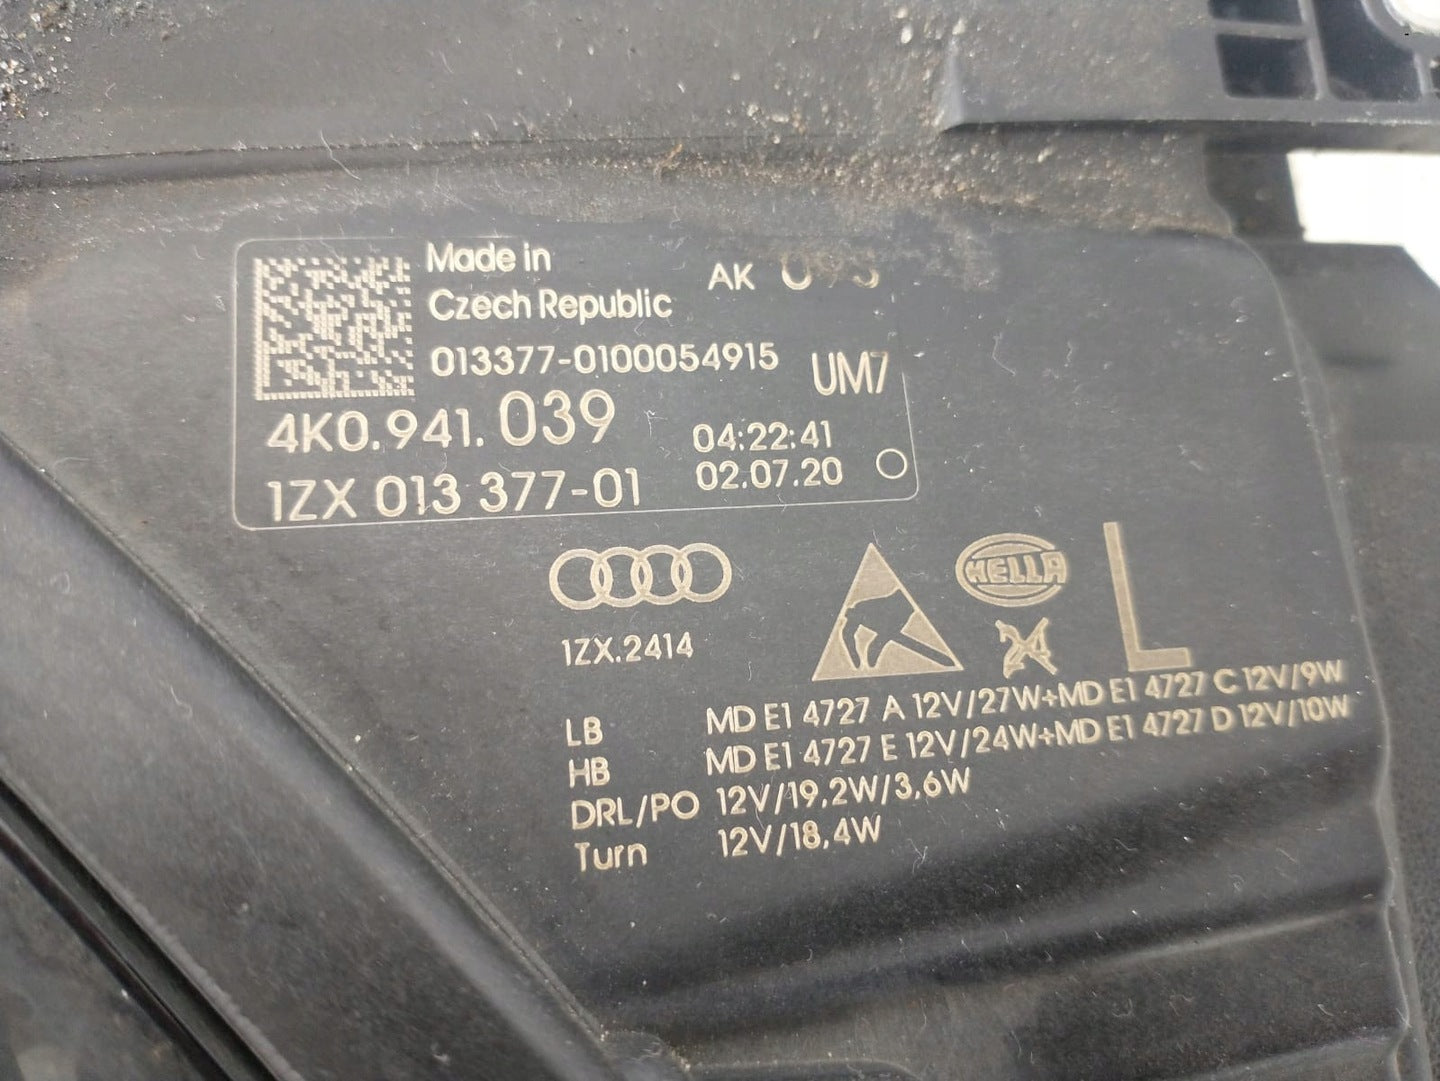 Made in
Czech Republic
AK
013377-0100054915
UM7
4K0.941.039
04:22:41
1ZX 013 377-01
02.07.20
HELLA
24
L
1ZX.2414
LB MD E1 4727 A 12V/27W+MD E1 4727 C 12V/9W
HB MD E1 4727 E 12V/24W+MD E1 4727 D 12V/10W
DRL/PO 12V/19,2W/3,6W
Turn 12V/18,4W